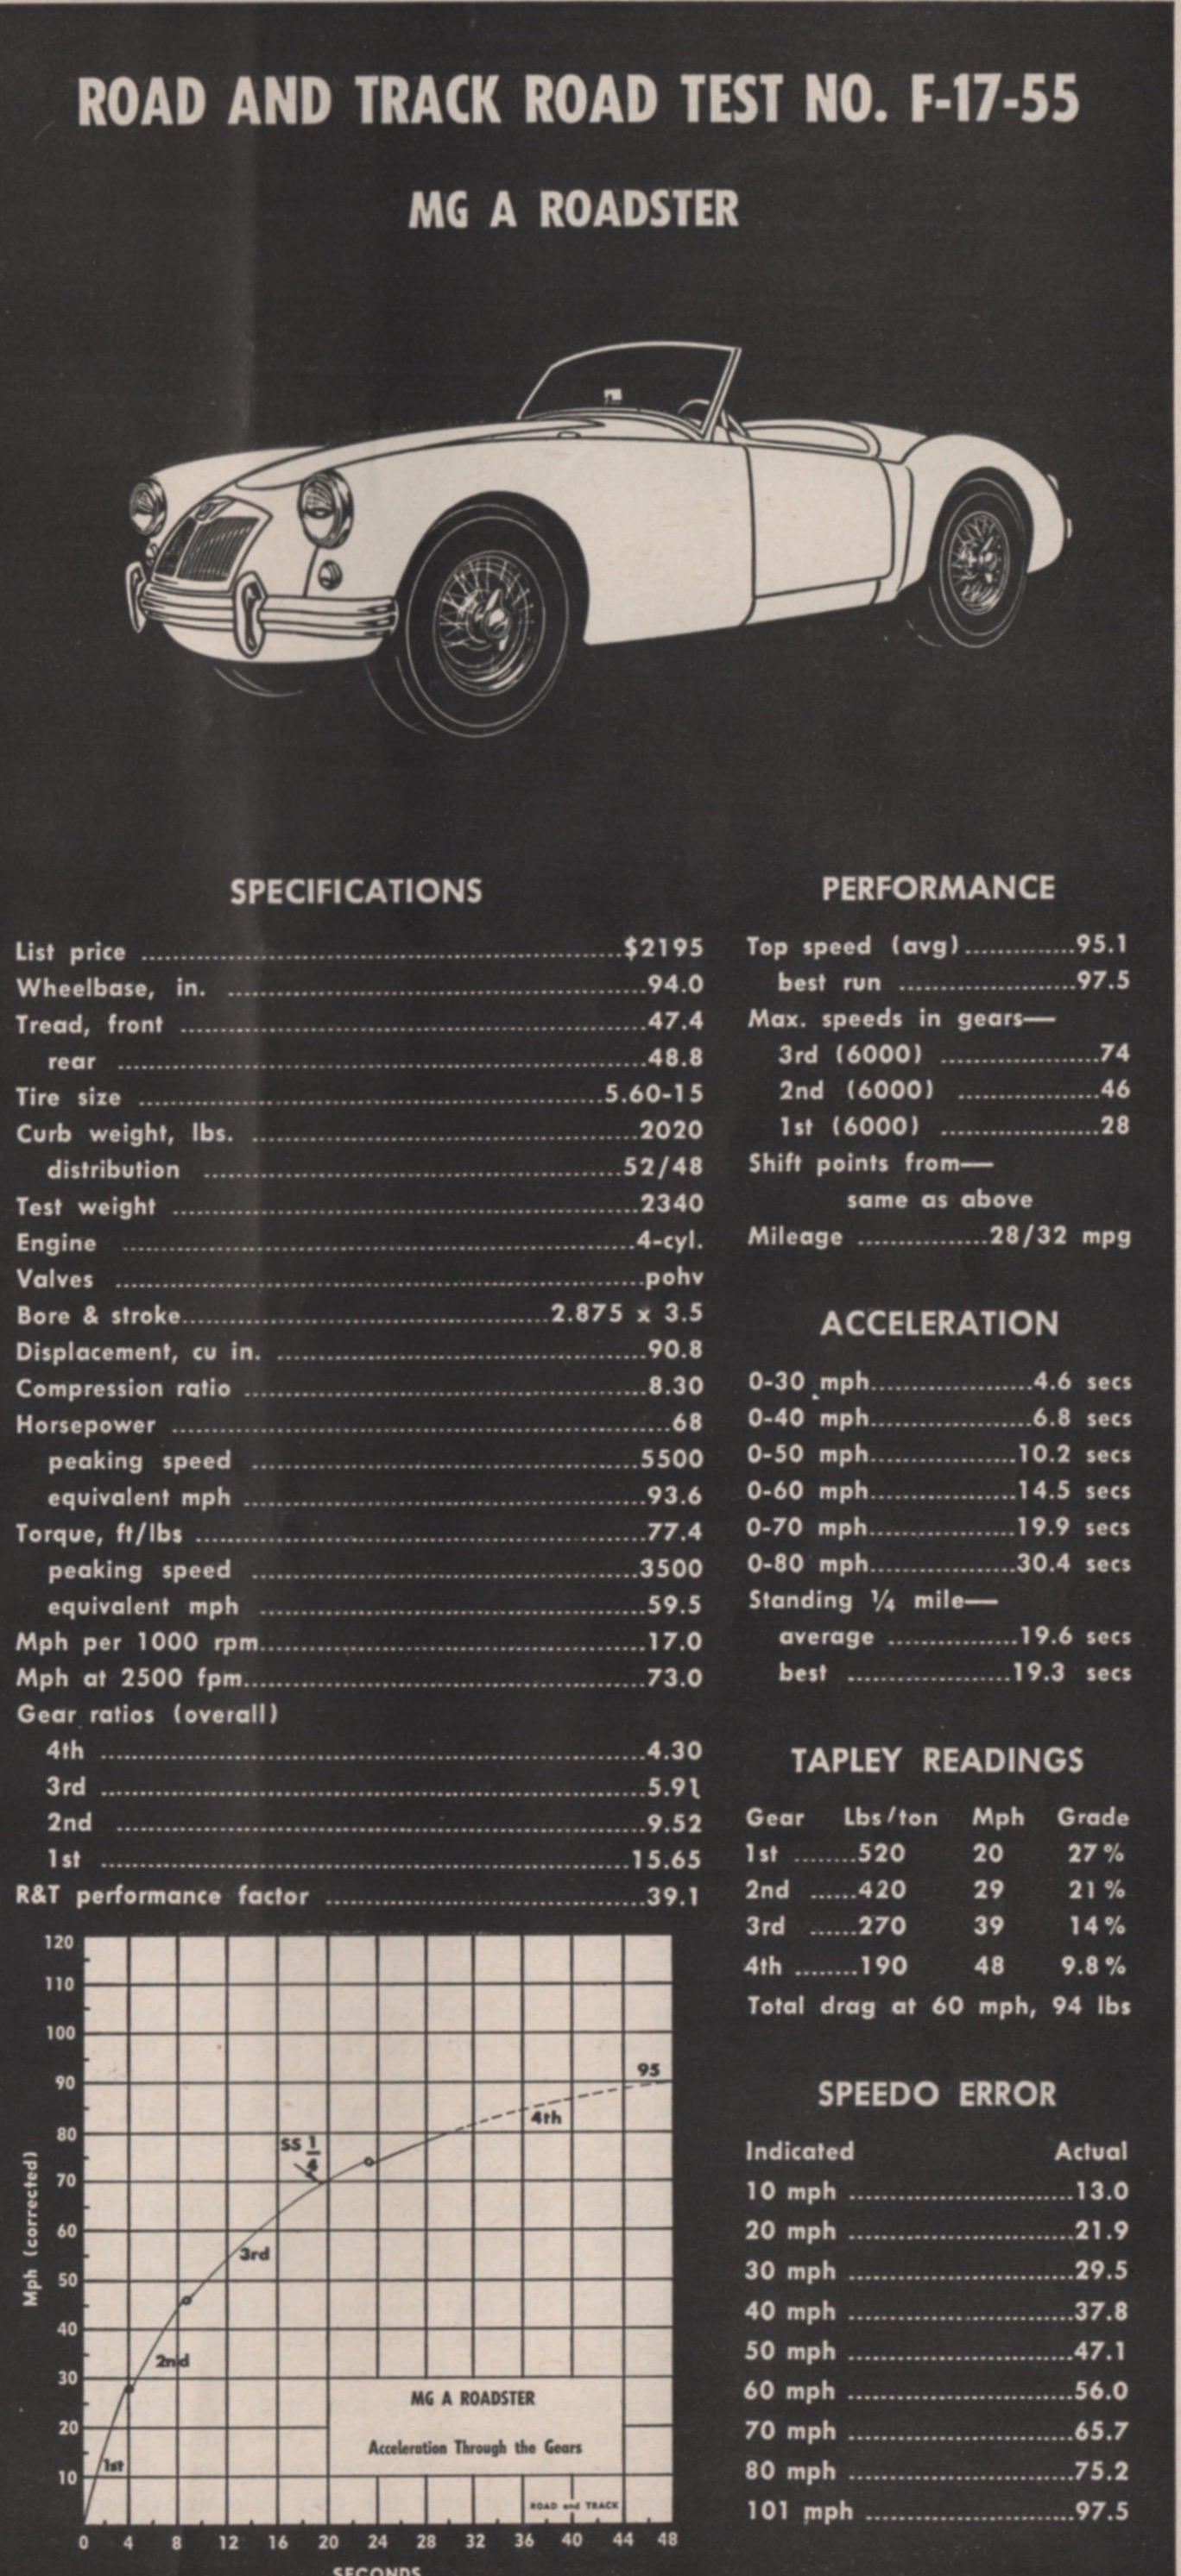 ROAD AND TRACK ROAD TEST NO. F-17-55
MG A ROADSTER
SPECIFICATIONS
List price ........ $2195
Wheelbase, in. ........ 94.0
Tread, front ........ 47.4
rear ........ 48.8
Tire size ........ 5.60-15
Curb weight, lbs. ........ 2020
distribution ........ 52/48
Test weight ........ 2340
Engine ........ 4-cyl.
Valves ........ pohv
Bore & stroke ........ 2.875 x 3.5
Displacement, cu in. ........ 90.8
Compression ratio ........ 8.30
Horsepower ........ 68
peaking speed ........ 5500
equivalent mph ........ 93.6
Torque, ft/lbs ........ 77.4
peaking speed ........ 3500
equivalent mph ........ 59.5
Mph per 1000 rpm ........ 17.0
Mph at 2500 fpm ........ 73.0
Gear ratios (overall)
4th ........ 4.30
3rd ........ 5.91
2nd ........ 9.52
1st ........ 15.65
R&T performance factor ........ 39.1
PERFORMANCE
Top speed (avg) ........ 95.1
best run ........ 97.5
Max. speeds in gears—
3rd (6000) ........ 74
2nd (6000) ........ 46
1st (6000) ........ 28
Shift points from—
same as above
Mileage ........ 28/32 mpg
ACCELERATION
0-30 mph ........ 4.6 secs
0-40 mph ........ 6.8 secs
0-50 mph ........ 10.2 secs
0-60 mph ........ 14.5 secs
0-70 mph ........ 19.9 secs
0-80 mph ........ 30.4 secs
Standing ¼ mile—
average ........ 19.6 secs
best ........ 19.3 secs
TAPLEY READINGS
Gear Lbs/ton Mph Grade
1st ........ 520 20 27%
2nd ........ 420 29 21%
3rd ........ 270 39 14%
4th ........ 190 48 9.8%
Total drag at 60 mph, 94 lbs
SPEEDO ERROR
Indicated Actual
10 mph ........ 13.0
20 mph ........ 21.9
30 mph ........ 29.5
40 mph ........ 37.8
50 mph ........ 47.1
60 mph ........ 56.0
70 mph ........ 65.7
80 mph ........ 75.2
101 mph ........ 97.5
Mph (corrected)
120
110
100
90
80
70
60
50
40
30
20
10
95
4th
SS 1/4
3rd
2nd
1st
MG A ROADSTER
Acceleration Through the Gears
ROAD and TRACK
0 4 8 12 16 20 24 28 32 36 40 44 48
SECONDS